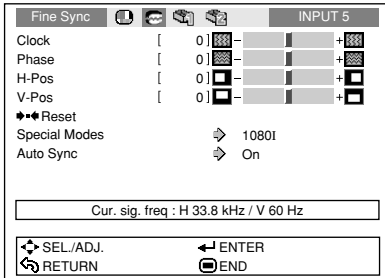 Fine Sync INPUT 5
Clock [ 0 ] - +
Phase [ 0 ] - +
H-Pos [ 0 ] - +
V-Pos [ 0 ] - +
Reset
Special Modes 1080I
Auto Sync On
Cur. sig. freq : H 33.8 kHz / V 60 Hz
SEL./ADJ. ENTER
RETURN END